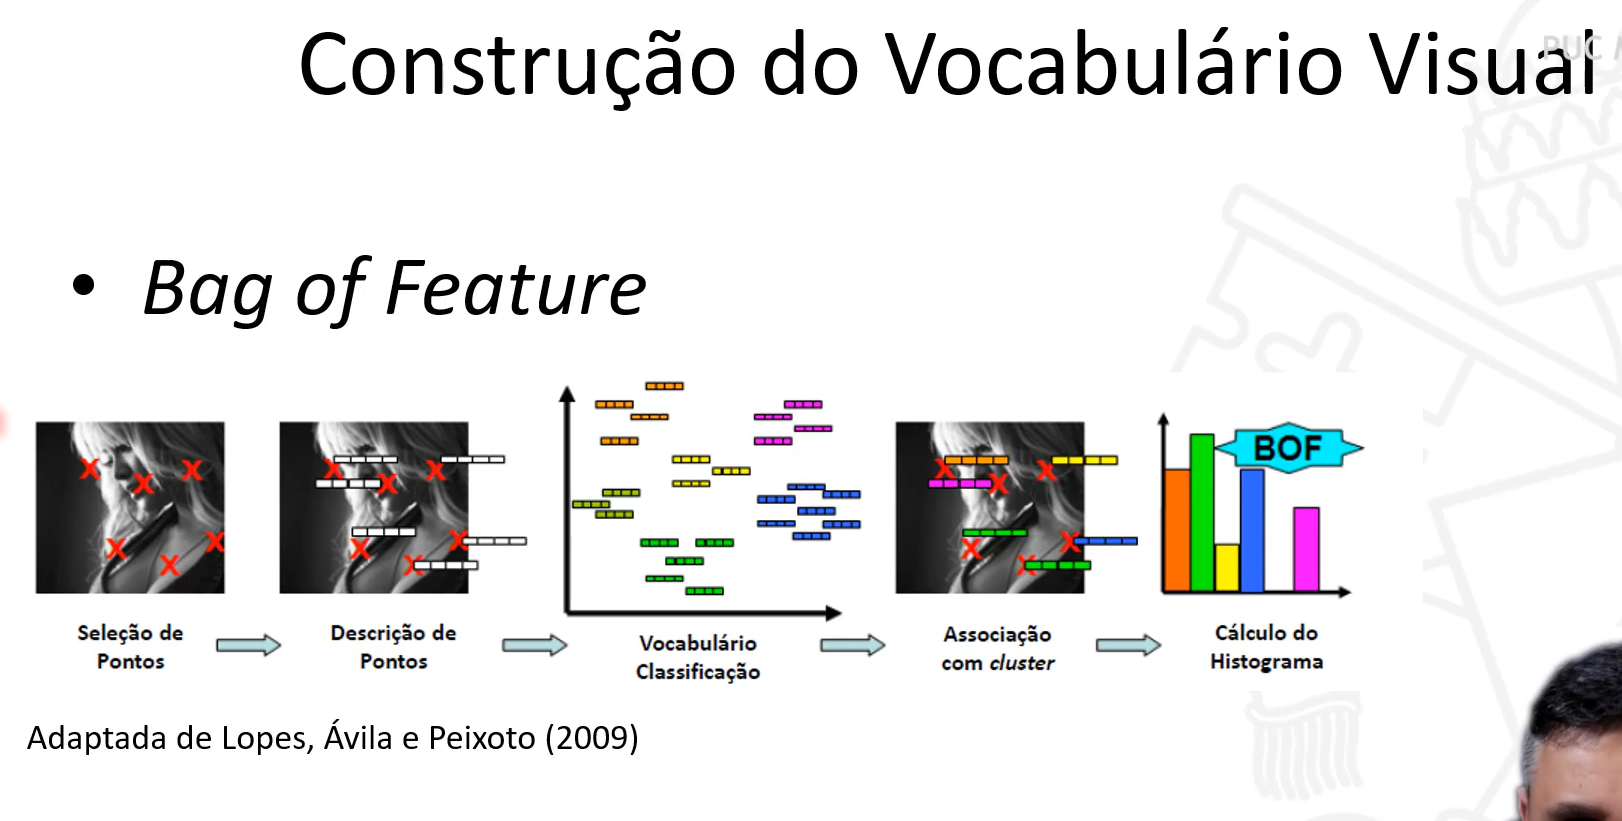 Construção do Vocabulário Visual
PUC
• Bag of Feature
BOF
Seleção de
Pontos
Descrição de
Pontos
Vocabulário
Classificação
Associação
com cluster
Cálculo do
Histograma
Adaptada de Lopes, Ávila e Peixoto (2009)